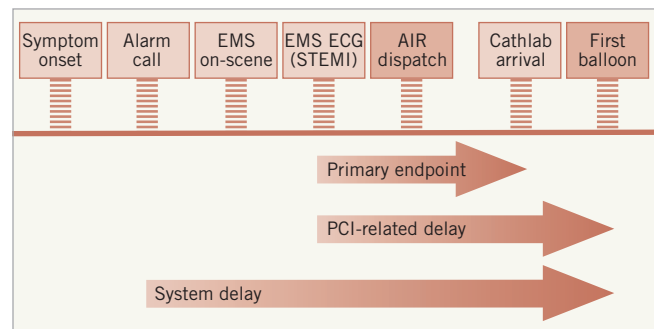 Symptom
onset
Alarm
call
EMS
on-scene
EMS ECG
(STEMI)
AIR
dispatch
Cathlab
arrival
First
balloon
Primary endpoint
PCI-related delay
System delay